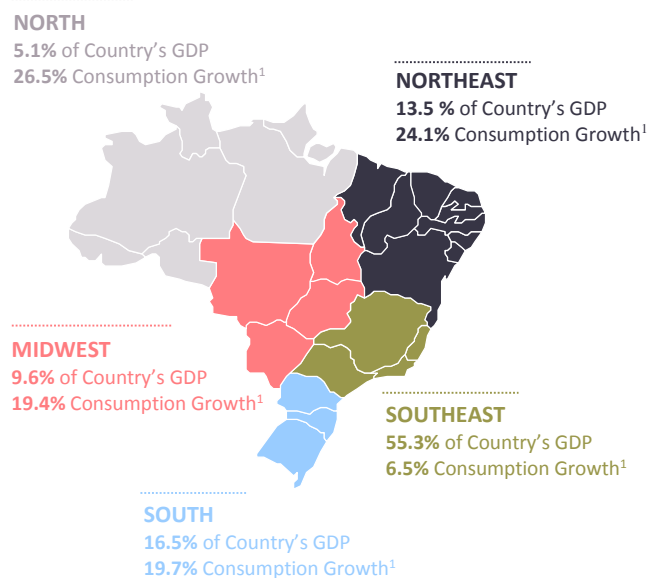 NORTH
5.1% of Country's GDP
26.5% Consumption Growth¹
NORTHEAST
13.5 % of Country's GDP
24.1% Consumption Growth¹
MIDWEST
9.6% of Country's GDP
19.4% Consumption Growth¹
SOUTHEAST
55.3% of Country's GDP
6.5% Consumption Growth¹
SOUTH
16.5% of Country's GDP
19.7% Consumption Growth¹